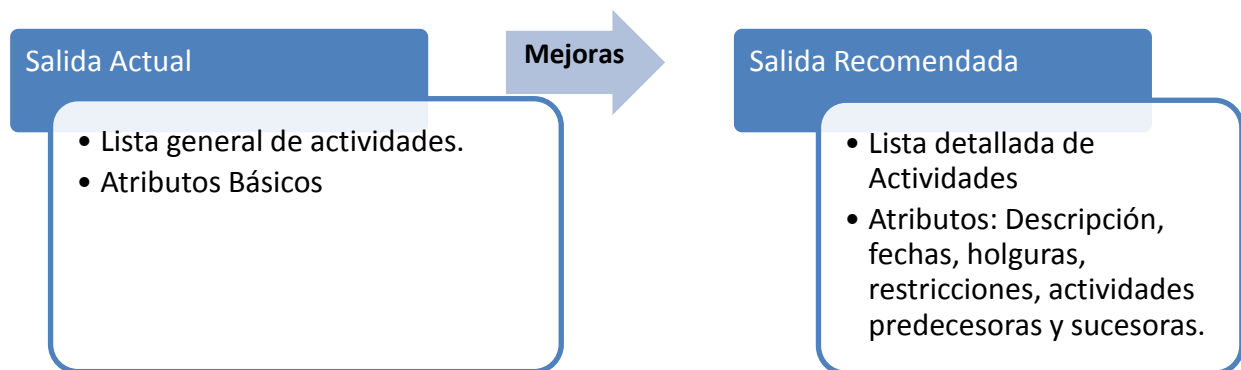 Salida Actual
• Lista general de actividades.
• Atributos Básicos
Mejoras
Salida Recomendada
• Lista detallada de
Actividades
• Atributos: Descripción,
fechas, holguras,
restricciones, actividades
predecesoras y sucesoras.